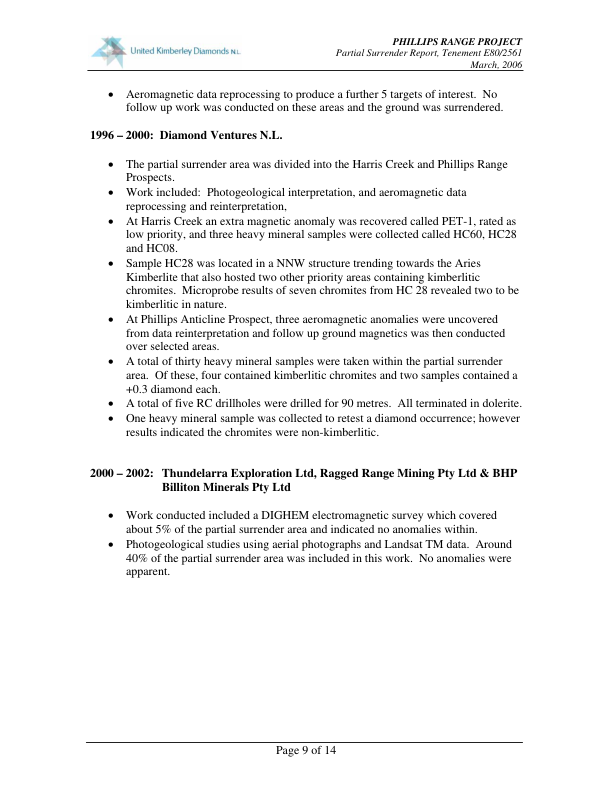 United Kimberley Diamonds N.L.
PHILLIPS RANGE PROJECT
Partial Surrender Report, Tenement E80/2561
March, 2006
• Aeromagnetic data reprocessing to produce a further 5 targets of interest. No
follow up work was conducted on these areas and the ground was surrendered.
1996 – 2000: Diamond Ventures N.L.
• The partial surrender area was divided into the Harris Creek and Phillips Range
Prospects.
• Work included: Photogeological interpretation, and aeromagnetic data
reprocessing and reinterpretation,
• At Harris Creek an extra magnetic anomaly was recovered called PET-1, rated as
low priority, and three heavy mineral samples were collected called HC60, HC28
and HC08.
• Sample HC28 was located in a NNW structure trending towards the Aries
Kimberlite that also hosted two other priority areas containing kimberlitic
chromites. Microprobe results of seven chromites from HC 28 revealed two to be
kimberlitic in nature.
• At Phillips Anticline Prospect, three aeromagnetic anomalies were uncovered
from data reinterpretation and follow up ground magnetics was then conducted
over selected areas.
• A total of thirty heavy mineral samples were taken within the partial surrender
area. Of these, four contained kimberlitic chromites and two samples contained a
+0.3 diamond each.
• A total of five RC drillholes were drilled for 90 metres. All terminated in dolerite.
• One heavy mineral sample was collected to retest a diamond occurrence; however
results indicated the chromites were non-kimberlitic.
2000 – 2002: Thundelarra Exploration Ltd, Ragged Range Mining Pty Ltd & BHP
Billiton Minerals Pty Ltd
• Work conducted included a DIGHEM electromagnetic survey which covered
about 5% of the partial surrender area and indicated no anomalies within.
• Photogeological studies using aerial photographs and Landsat TM data. Around
40% of the partial surrender area was included in this work. No anomalies were
apparent.
Page 9 of 14